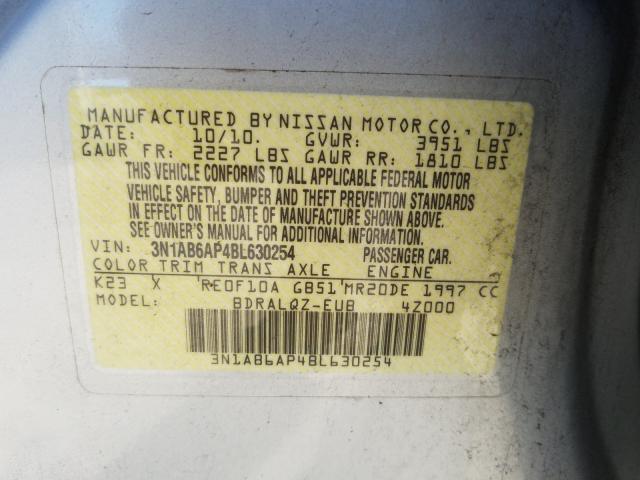 MANUFACTURED BY NISSAN MOTOR CO., LTD.
DATE: 10/10. GVWR: 3951 LBS
GAWR FR: 2227 LBS GAWR RR: 1810 LBS
THIS VEHICLE CONFORMS TO ALL APPLICABLE FEDERAL MOTOR
VEHICLE SAFETY, BUMPER AND THEFT PREVENTION STANDARDS
IN EFFECT ON THE DATE OF MANUFACTURE SHOWN ABOVE.
SEE OWNER'S MANUAL FOR ADDITIONAL INFORMATION.
VIN: 3N1AB6AP4BL630254 PASSENGER CAR.
COLOR TRIM TRANS AXLE ENGINE
K23 X RE0F10A GB51 MR20DE 1997 CC
MODEL: BDRALQZ-EUB 4Z000
3N1AB6AP4BL630254